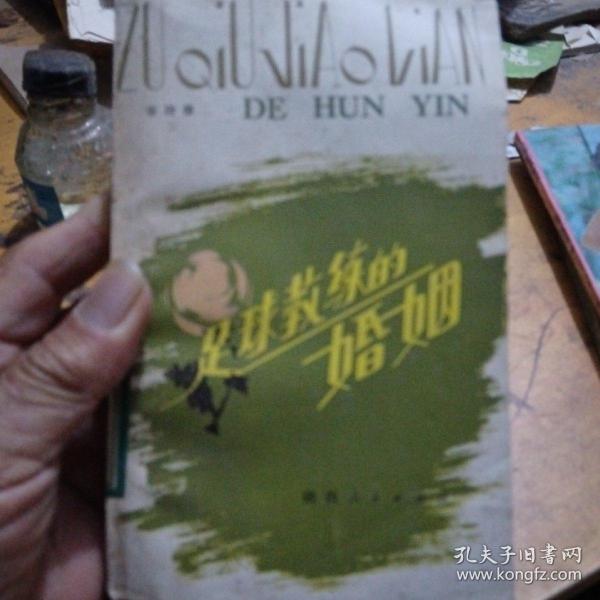 ZU QiU JiAo LiAN
DE HUN YIN
足球教练的
婚姻
孔夫子旧书网
www.kongfz.com